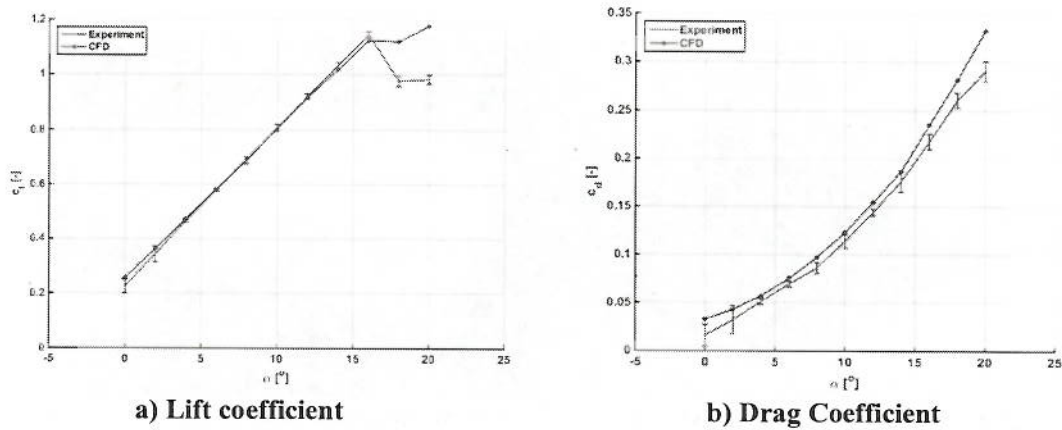 1.2
1
0.8
0.6
0.4
0.2
0
-5
0
5
10
15
20
25
Experiment
CFD
c_l [-]
α [°]
a) Lift coefficient
0.35
0.3
0.25
0.2
0.15
0.1
0.05
0
-5
0
5
10
15
20
25
Experiment
CFD
c_d [-]
α [°]
b) Drag Coefficient